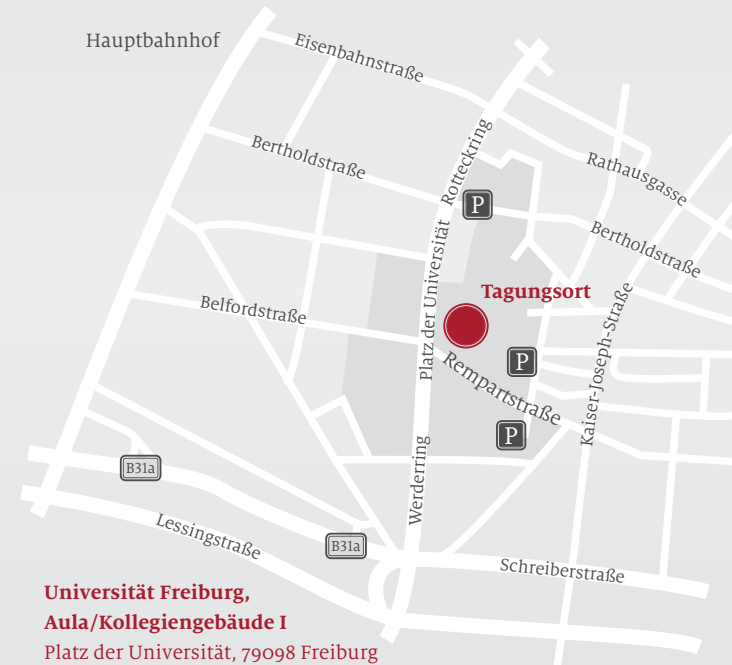 Hauptbahnhof
Eisenbahnstraße
Rotteckring
Bertholdstraße
Rathausgasse
P
Bertholdstraße
Platz der Universität
Tagungsort
Belfordstraße
Kaiser-Joseph-Straße
P
Rempartstraße
P
Werderring
B31a
Lessingstraße
B31a
Schreiberstraße
Universität Freiburg,
Aula/Kollegiengebäude I
Platz der Universität, 79098 Freiburg